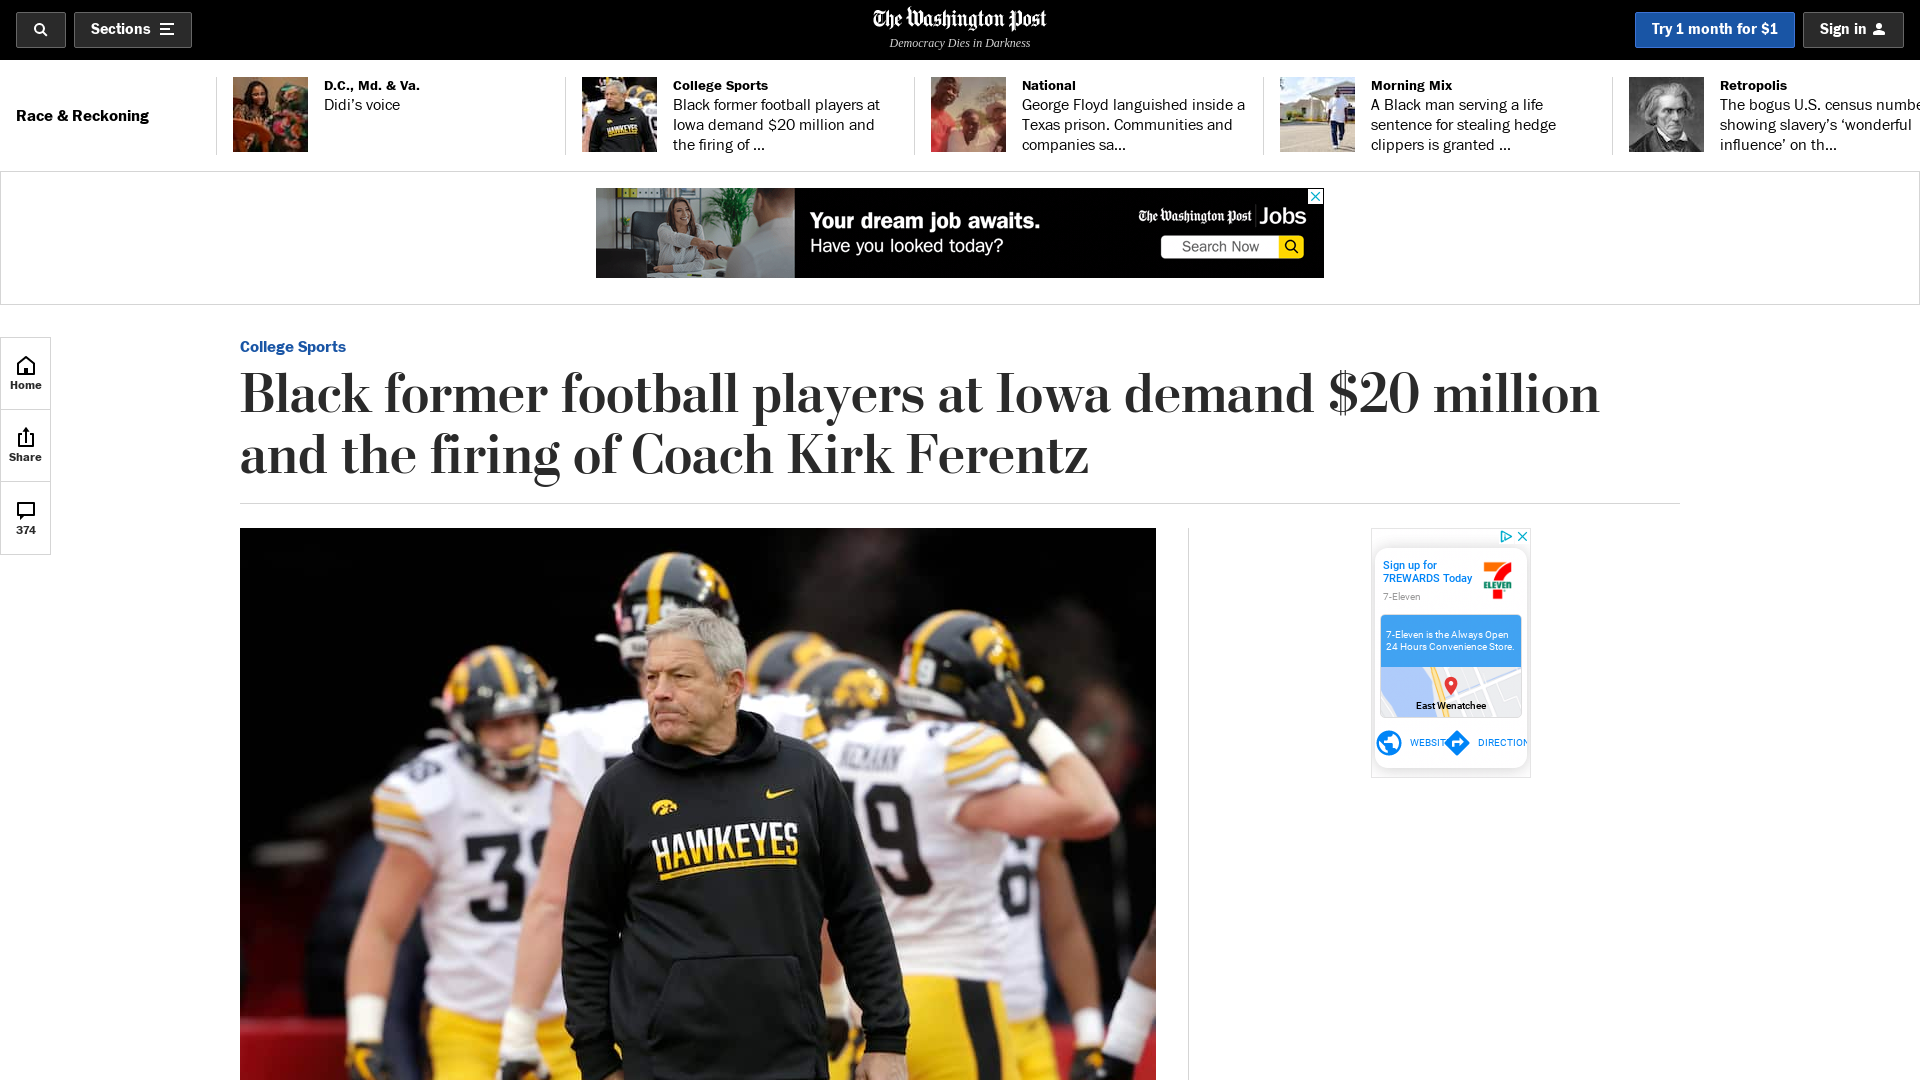 Sections
The Washington Post
Democracy Dies in Darkness
Try 1 month for $1
Sign in
Race & Reckoning
D.C., Md. & Va.
Didi’s voice
College Sports
Black former football players at
Iowa demand $20 million and
the firing of ...
National
George Floyd languished inside a
Texas prison. Communities and
companies sa...
Morning Mix
A Black man serving a life
sentence for stealing hedge
clippers is granted ...
Retropolis
The bogus U.S. census numbe
showing slavery’s ‘wonderful
influence’ on th...
Your dream job awaits.
Have you looked today?
The Washington Post Jobs
Search Now
Home
Share
374
College Sports
Black former football players at Iowa demand $20 million
and the firing of Coach Kirk Ferentz
HAWKEYES
NIEMANN
Sign up for
7REWARDS Today
7-Eleven
ELEVEN
7-Eleven is the Always Open
24 Hours Convenience Store.
East Wenatchee
WEBSIT
DIRECTION